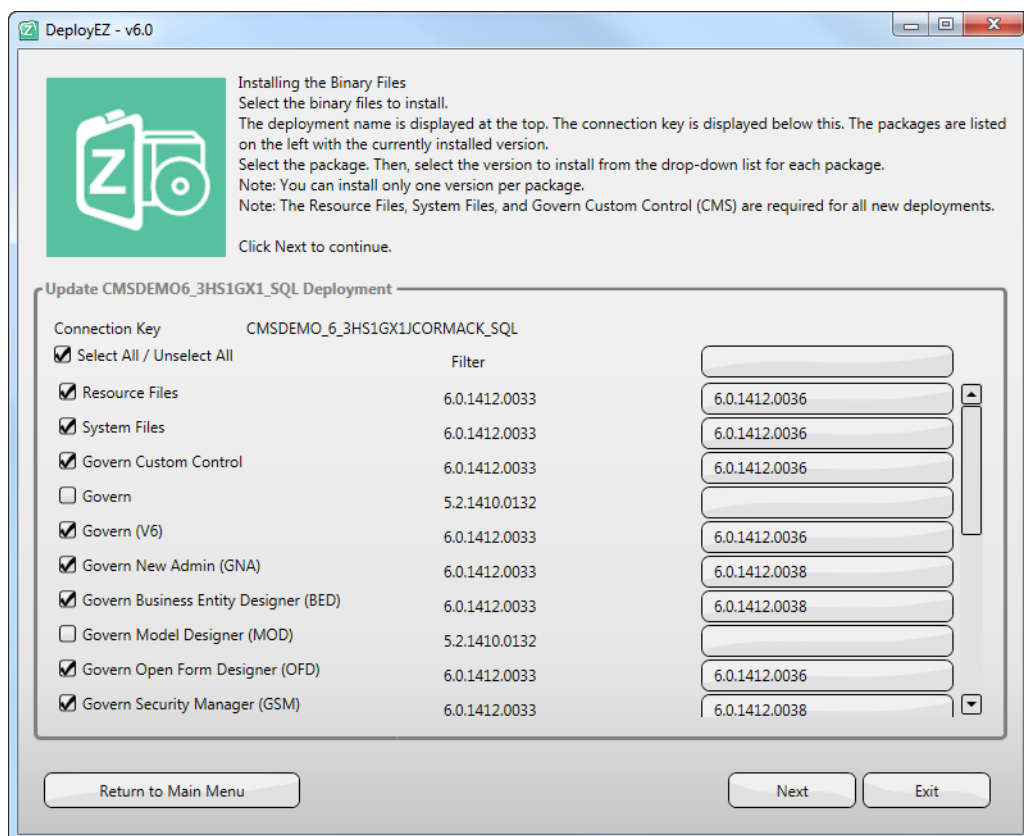 DeployEZ - v6.0
Installing the Binary Files
Select the binary files to install.
The deployment name is displayed at the top. The connection key is displayed below this. The packages are listed
on the left with the currently installed version.
Select the package. Then, select the version to install from the drop-down list for each package.
Note: You can install only one version per package.
Note: The Resource Files, System Files, and Govern Custom Control (CMS) are required for all new deployments.
Click Next to continue.
Z
Update CMSDEMO6_3HS1GX1_SQL Deployment
Connection Key CMSDEMO_6_3HS1GX1JCORMACK_SQL
Select All / Unselect All Filter
Resource Files 6.0.1412.0033 6.0.1412.0036
System Files 6.0.1412.0033 6.0.1412.0036
Govern Custom Control 6.0.1412.0033 6.0.1412.0036
Govern 5.2.1410.0132
Govern (V6) 6.0.1412.0033 6.0.1412.0036
Govern New Admin (GNA) 6.0.1412.0033 6.0.1412.0038
Govern Business Entity Designer (BED) 6.0.1412.0033 6.0.1412.0038
Govern Model Designer (MOD) 5.2.1410.0132
Govern Open Form Designer (OFD) 6.0.1412.0033 6.0.1412.0036
Govern Security Manager (GSM) 6.0.1412.0033 6.0.1412.0038
Return to Main Menu Next Exit